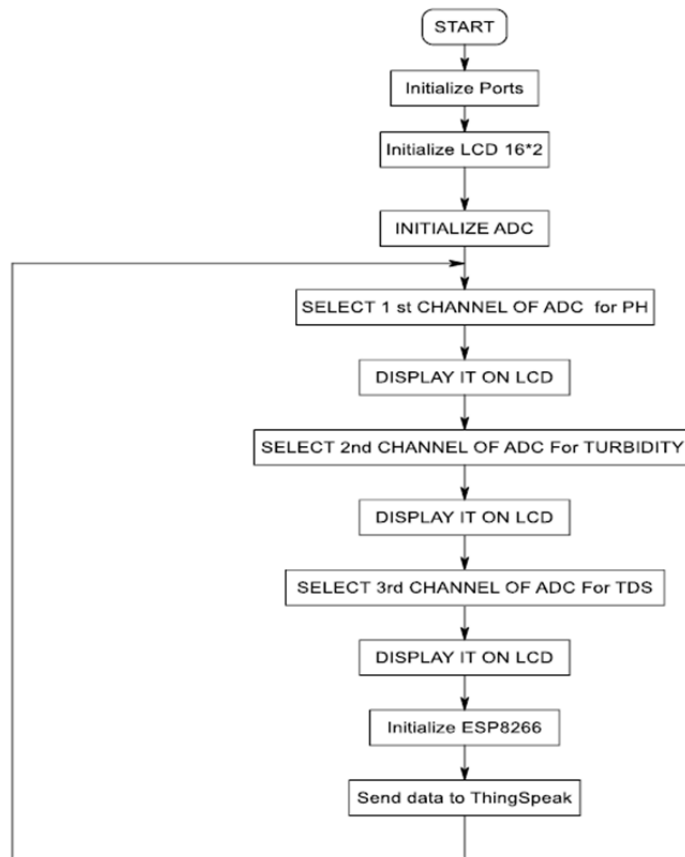 START
Initialize Ports
Initialize LCD 16*2
INITIALIZE ADC
SELECT 1 st CHANNEL OF ADC for PH
DISPLAY IT ON LCD
SELECT 2nd CHANNEL OF ADC For TURBIDITY
DISPLAY IT ON LCD
SELECT 3rd CHANNEL OF ADC For TDS
DISPLAY IT ON LCD
Initialize ESP8266
Send data to ThingSpeak